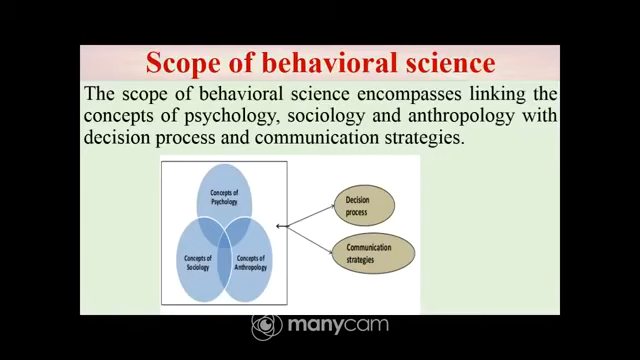 Scope of behavioral science
The scope of behavioral science encompasses linking the
concepts of psychology, sociology and anthropology with
decision process and communication strategies.
Concepts of
Psychology
Concepts of
Sociology
Concepts of
Anthropology
Decision
process
Communication
strategies
manycam